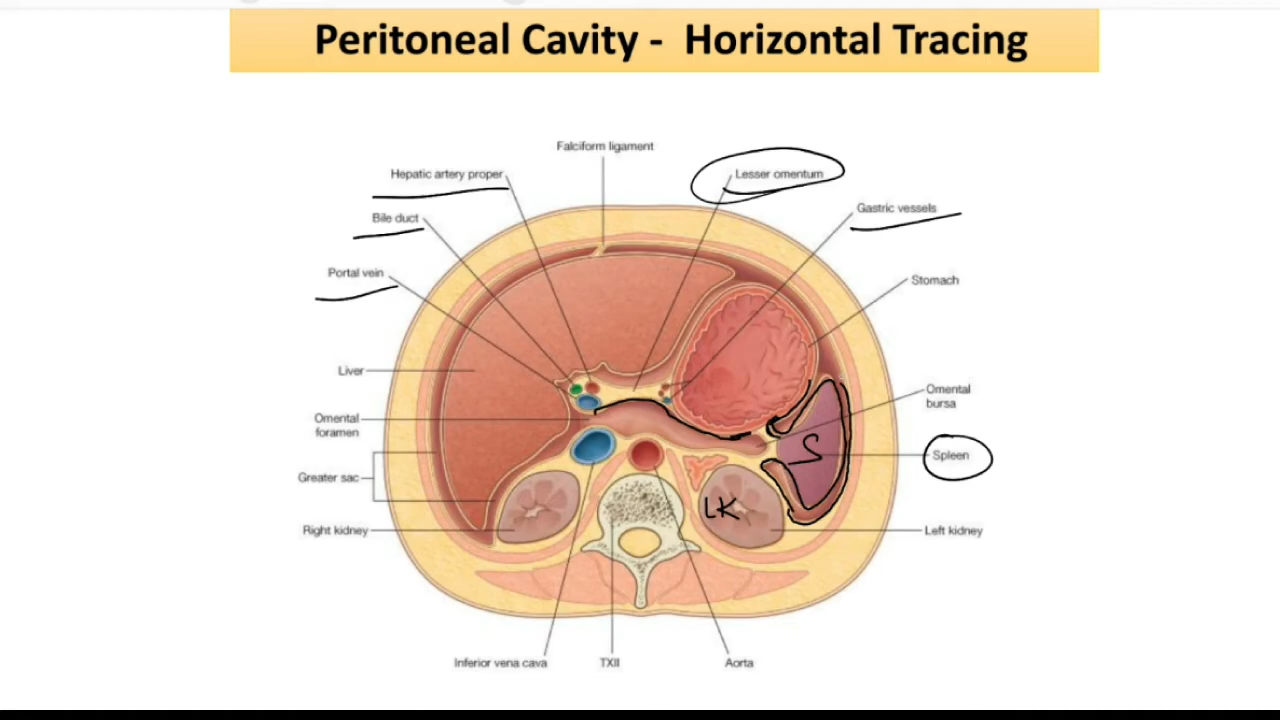 Peritoneal Cavity - Horizontal Tracing
Falciform ligament
Hepatic artery proper
Lesser omentum
Bile duct
Gastric vessels
Portal vein
Stomach
Liver
Omental
bursa
Omental
foramen
Spleen
S
Greater sac
LK
Right kidney
Left kidney
Inferior vena cava
TXII
Aorta